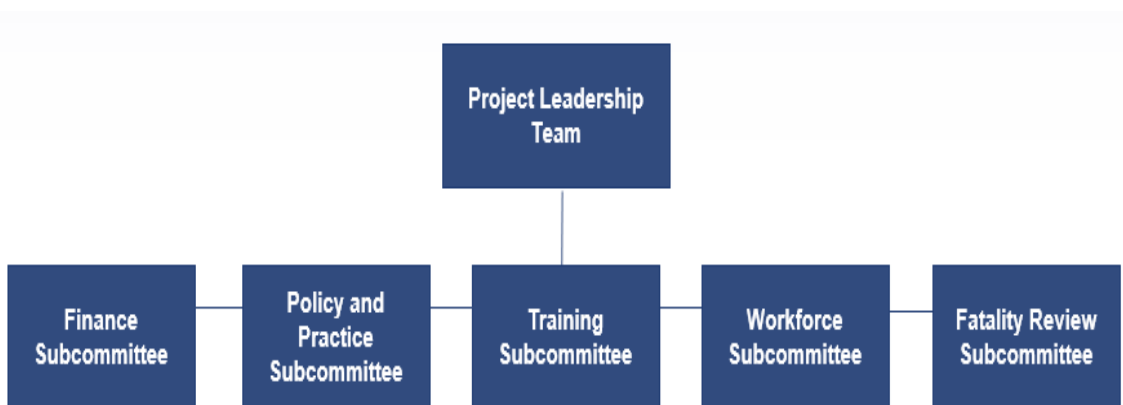 Project Leadership
Team
Finance
Subcommittee
Policy and
Practice
Subcommittee
Training
Subcommittee
Workforce
Subcommittee
Fatality Review
Subcommittee